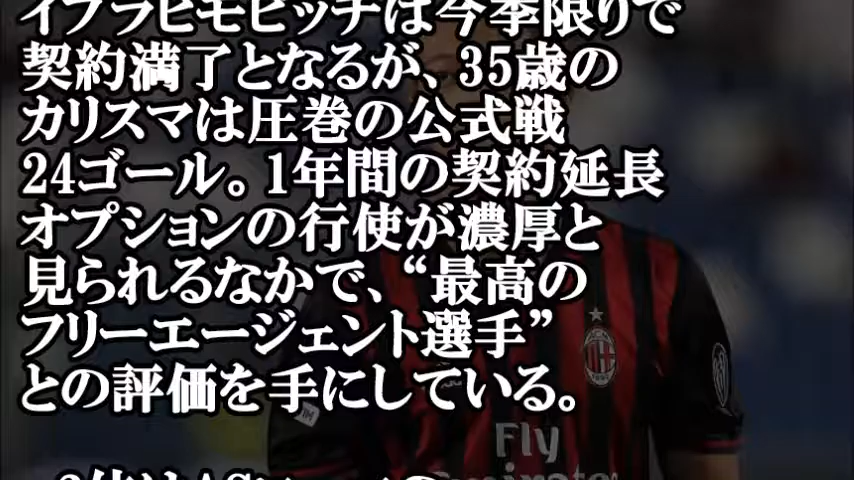 イブラヒモビッチは今季限りで
契約満了となるが、35歳の
カリスマは圧巻の公式戦
24ゴール。1年間の契約延長
オプションの行使が濃厚と
見られるなかで、“最高の
フリーエージェント選手”
との評価を手にしている。
Fly